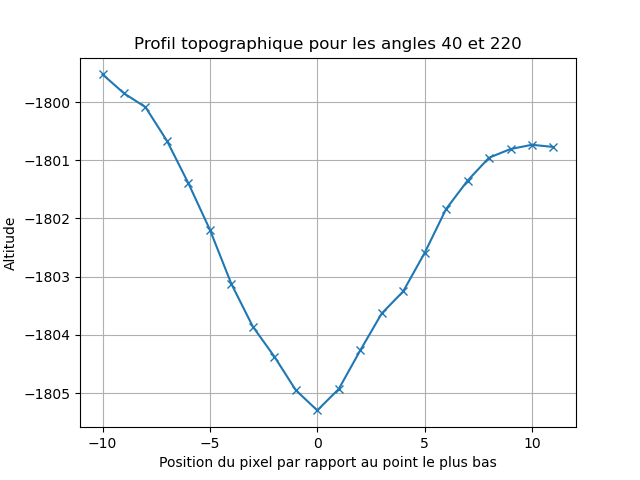 Profil topographique pour les angles 40 et 220
Altitude
−1800
−1801
−1802
−1803
−1804
−1805
−10 −5 0 5 10
Position du pixel par rapport au point le plus bas